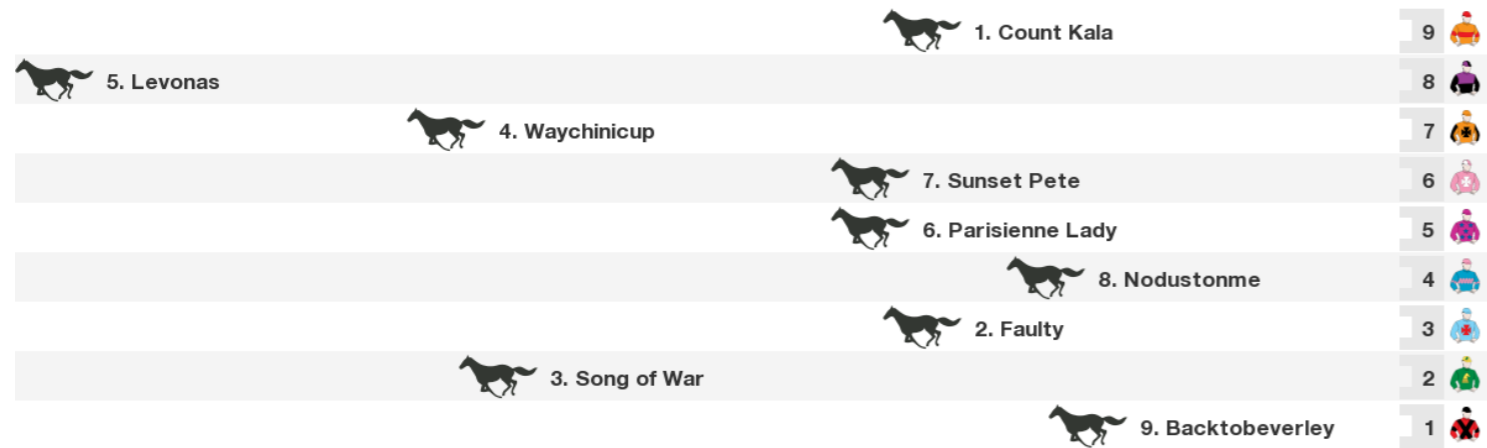 1. Count Kala 9
5. Levonas 8
4. Waychinicup 7
7. Sunset Pete 6
6. Parisienne Lady 5
8. Nodustonme 4
2. Faulty 3
3. Song of War 2
9. Backtobeverley 1